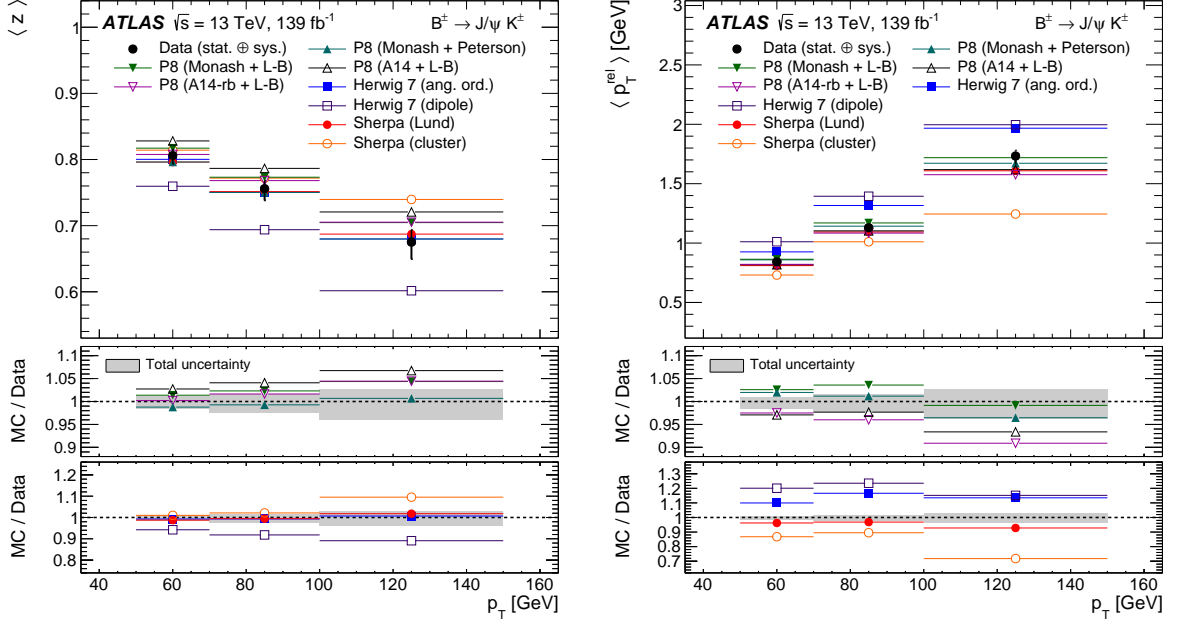 ⟨ z ⟩
ATLAS √s = 13 TeV, 139 fb⁻¹ B± → J/ψ K±
Data (stat. ⊕ sys.) P8 (Monash + Peterson)
P8 (Monash + L-B) P8 (A14 + L-B)
P8 (A14-rb + L-B) Herwig 7 (ang. ord.)
Herwig 7 (dipole)
Sherpa (Lund)
Sherpa (cluster)
1
0.9
0.8
0.7
0.6
MC / Data
Total uncertainty
1.1
1.05
1
0.95
0.9
MC / Data
1.2
1.1
1
0.9
0.8
40 60 80 100 120 140 160
p_T [GeV]
⟨ p_T^rel ⟩ [GeV]
ATLAS √s = 13 TeV, 139 fb⁻¹ B± → J/ψ K±
Data (stat. ⊕ sys.) P8 (Monash + Peterson)
P8 (Monash + L-B) P8 (A14 + L-B)
P8 (A14-rb + L-B) Herwig 7 (ang. ord.)
Herwig 7 (dipole)
Sherpa (Lund)
Sherpa (cluster)
3
2.5
2
1.5
1
0.5
MC / Data
Total uncertainty
1.1
1.05
1
0.95
0.9
MC / Data
1.3
1.2
1.1
1
0.9
0.8
0.7
40 60 80 100 120 140 160
p_T [GeV]